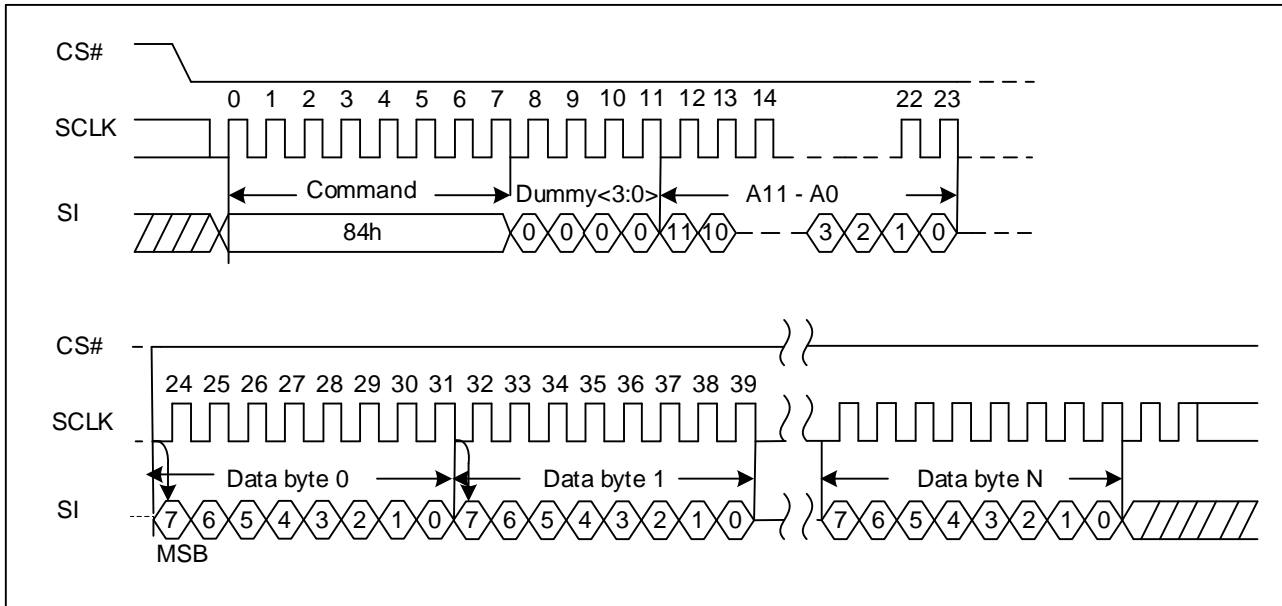 CS#
0 1 2 3 4 5 6 7 8 9 10 11 12 13 14 22 23
SCLK
Command Dummy<3:0> A11 - A0
SI
84h 0 0 0 0 11 10 3 2 1 0
CS#
24 25 26 27 28 29 30 31 32 33 34 35 36 37 38 39
SCLK
Data byte 0 Data byte 1 Data byte N
SI
7 6 5 4 3 2 1 0 7 6 5 4 3 2 1 0 7 6 5 4 3 2 1 0
MSB